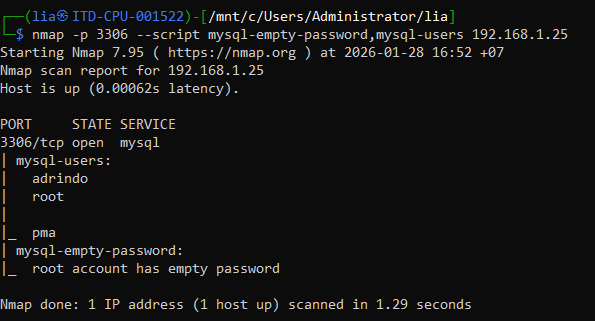 ┌──(lia㉿ITD-CPU-001522)-[/mnt/c/Users/Administrator/lia]
└─$ nmap -p 3306 --script mysql-empty-password,mysql-users 192.168.1.25
Starting Nmap 7.95 ( https://nmap.org ) at 2026-01-28 16:52 +07
Nmap scan report for 192.168.1.25
Host is up (0.00062s latency).

PORT     STATE SERVICE
3306/tcp open  mysql
| mysql-users:
|   adrindo
|   root
|
|_  pma
| mysql-empty-password:
|_  root account has empty password

Nmap done: 1 IP address (1 host up) scanned in 1.29 seconds